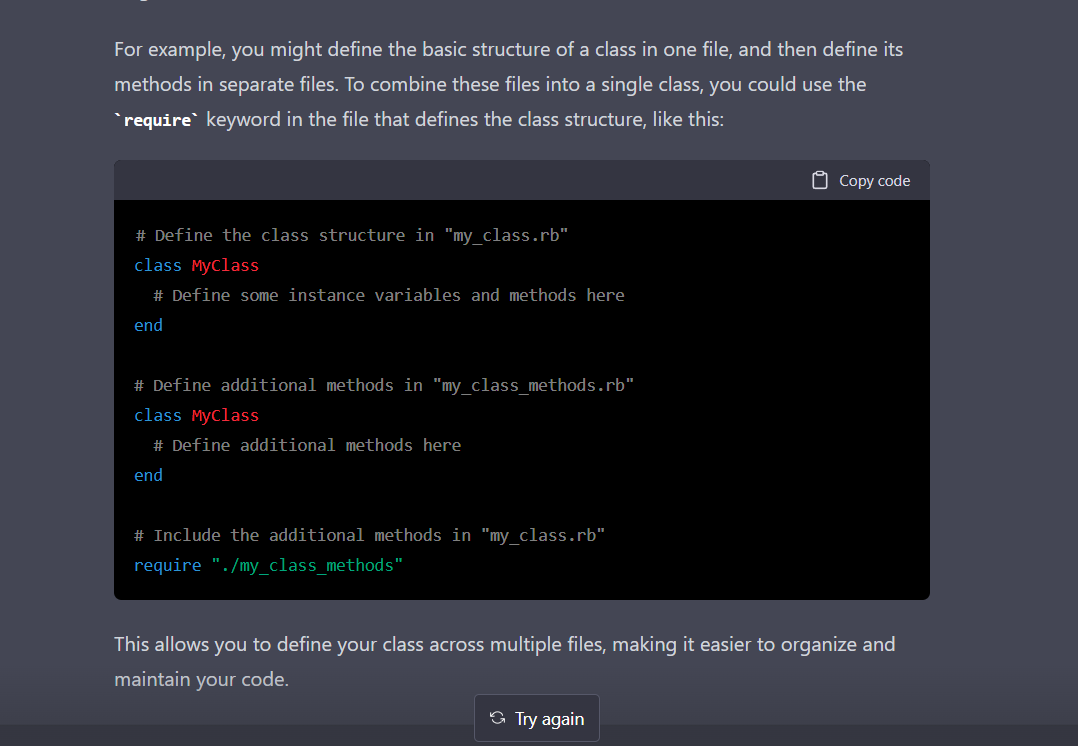 For example, you might define the basic structure of a class in one file, and then define its
methods in separate files. To combine these files into a single class, you could use the
`require` keyword in the file that defines the class structure, like this:
Copy code
# Define the class structure in "my_class.rb"
class MyClass
  # Define some instance variables and methods here
end
# Define additional methods in "my_class_methods.rb"
class MyClass
  # Define additional methods here
end
# Include the additional methods in "my_class.rb"
require "./my_class_methods"
This allows you to define your class across multiple files, making it easier to organize and
maintain your code.
Try again